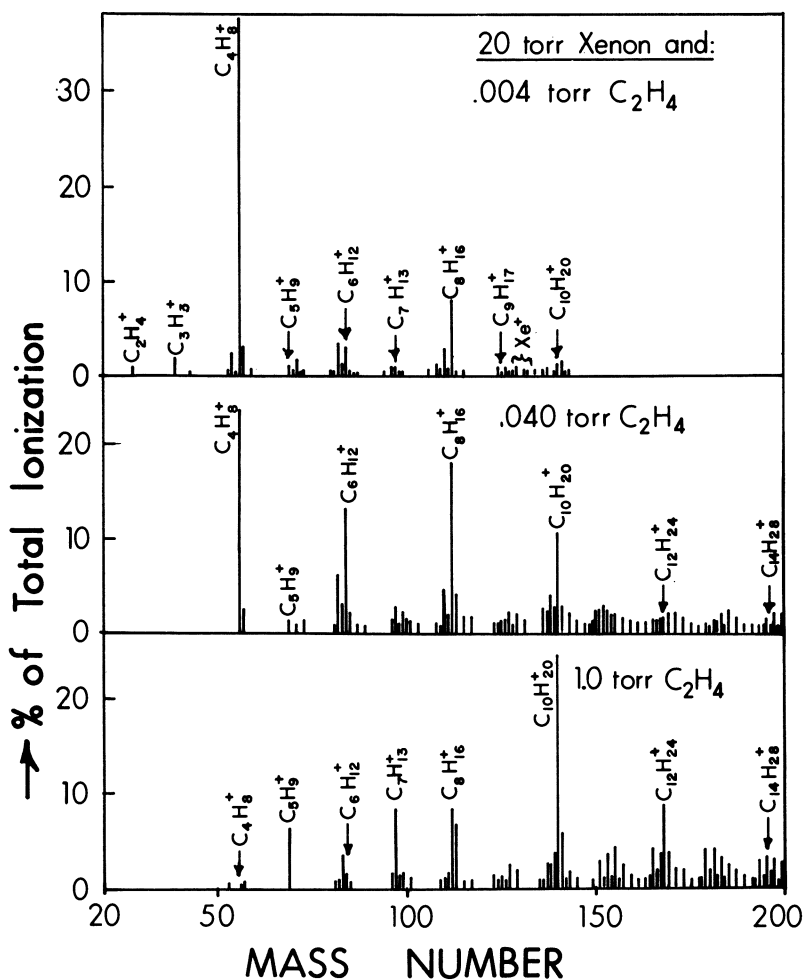 20 torr Xenon and:
.004 torr C₂H₄
C₄H₈⁺
30
20
10
0
C₂H₄⁺
C₃H₃⁺
C₅H₉⁺
C₆H₁₂⁺
C₇H₁₃⁺
C₈H₁₆⁺
C₉H₁₇⁺
Xe⁺
C₁₀H₂₀⁺
.040 torr C₂H₄
C₄H₈⁺
20
10
0
C₅H₉⁺
C₆H₁₂⁺
C₈H₁₆⁺
C₁₀H₂₀⁺
C₁₂H₂₄⁺
C₁₄H₂₈⁺
1.0 torr C₂H₄
20
10
0
C₄H₈⁺
C₅H₉⁺
C₆H₁₂⁺
C₇H₁₃⁺
C₈H₁₆⁺
C₁₀H₂₀⁺
C₁₂H₂₄⁺
C₁₄H₂₈⁺
20 50 100 150 200
MASS NUMBER
→ % of Total Ionization